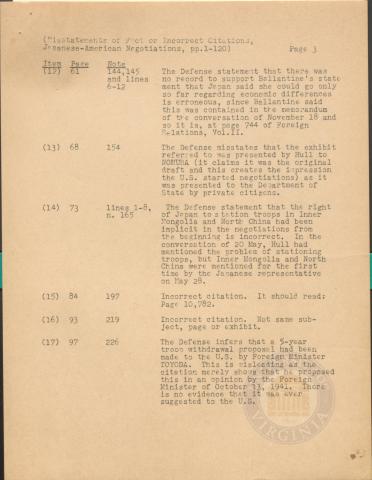 (Misstatements of Fact or Incorrect Citations,
Japanese-American Negotiations, pp.1-120) Page 3
Item Page Note
(12) 61 144,145 The Defense statement that there was
and lines no record to support Ballantine's state
6-12 ment that Japan said she could go only
so far regarding economic differences
is erroneous, since Ballantine said
this was contained in the memorandum
of the conversation of November 18 and
so it is, at page 744 of Foreign
Relations, Vol.II.
(13) 68 154 The Defense misstates that the exhibit
referred to was presented by Hull to
NOMURA (it claims it was the original
draft and this creates the impression
the U.S. started negotiations) as it
was presented to the Department of
State by private citizens.
(14) 73 lines 1-8, The Defense statement that the right
n. 165 of Japan to station troops in Inner
Mongolia and North China had been
implicit in the negotiations from
the beginning is incorrect. In the
conversation of 20 May, Hull had
mentioned the problem of stationing
troops, but Inner Mongolia and North
China were mentioned for the first
time by the Japanese representative
on May 28.
(15) 84 197 Incorrect citation. It should read:
Page 10,782.
(16) 93 219 Incorrect citation. Not same sub-
ject, page or exhibit.
(17) 97 226 The Defense infers that a 5-year
troop withdrawal proposal had been
made to the U.S. by Foreign Minister
TOYODA. This is misleading as the
citation merely shows that he proposed
this in an opinion by the Foreign
Minister of October 13, 1941. There
is no evidence that it was ever
suggested to the U.S.
VIRGINIA
3